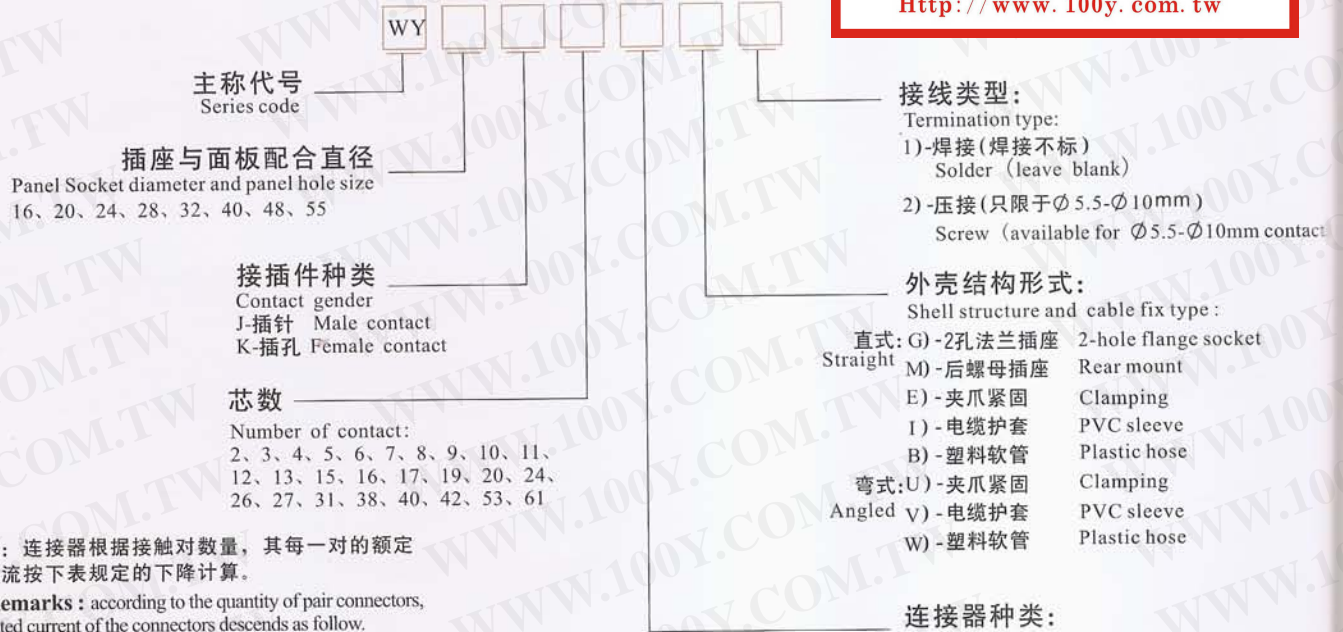 Http://www.100y.com.tw
WY
主称代号
Series code
插座与面板配合直径
Panel Socket diameter and panel hole size
16、20、24、28、32、40、48、55
接插件种类
Contact gender
J-插针 Male contact
K-插孔 Female contact
芯数
Number of contact:
2、3、4、5、6、7、8、9、10、11、
12、13、15、16、17、19、20、24、
26、27、31、38、40、42、53、61
: 连接器根据接触对数量，其每一对的额定
流按下表规定的下降计算。
emarks : according to the quantity of pair connectors,
ted current of the connectors descends as follow.
接线类型:
Termination type:
1)-焊接(焊接不标)
Solder (leave blank)
2)-压接(只限于∅5.5-∅10mm)
Screw (available for ∅5.5-∅10mm contact
外壳结构形式:
Shell structure and cable fix type :
直式: G)-2孔法兰插座 2-hole flange socket
Straight M)-后螺母插座 Rear mount
E)-夹爪紧固 Clamping
I)-电缆护套 PVC sleeve
B)-塑料软管 Plastic hose
弯式:U)-夹爪紧固 Clamping
Angled V)-电缆护套 PVC sleeve
W)-塑料软管 Plastic hose
连接器种类:
WWW.100Y.COM.TW